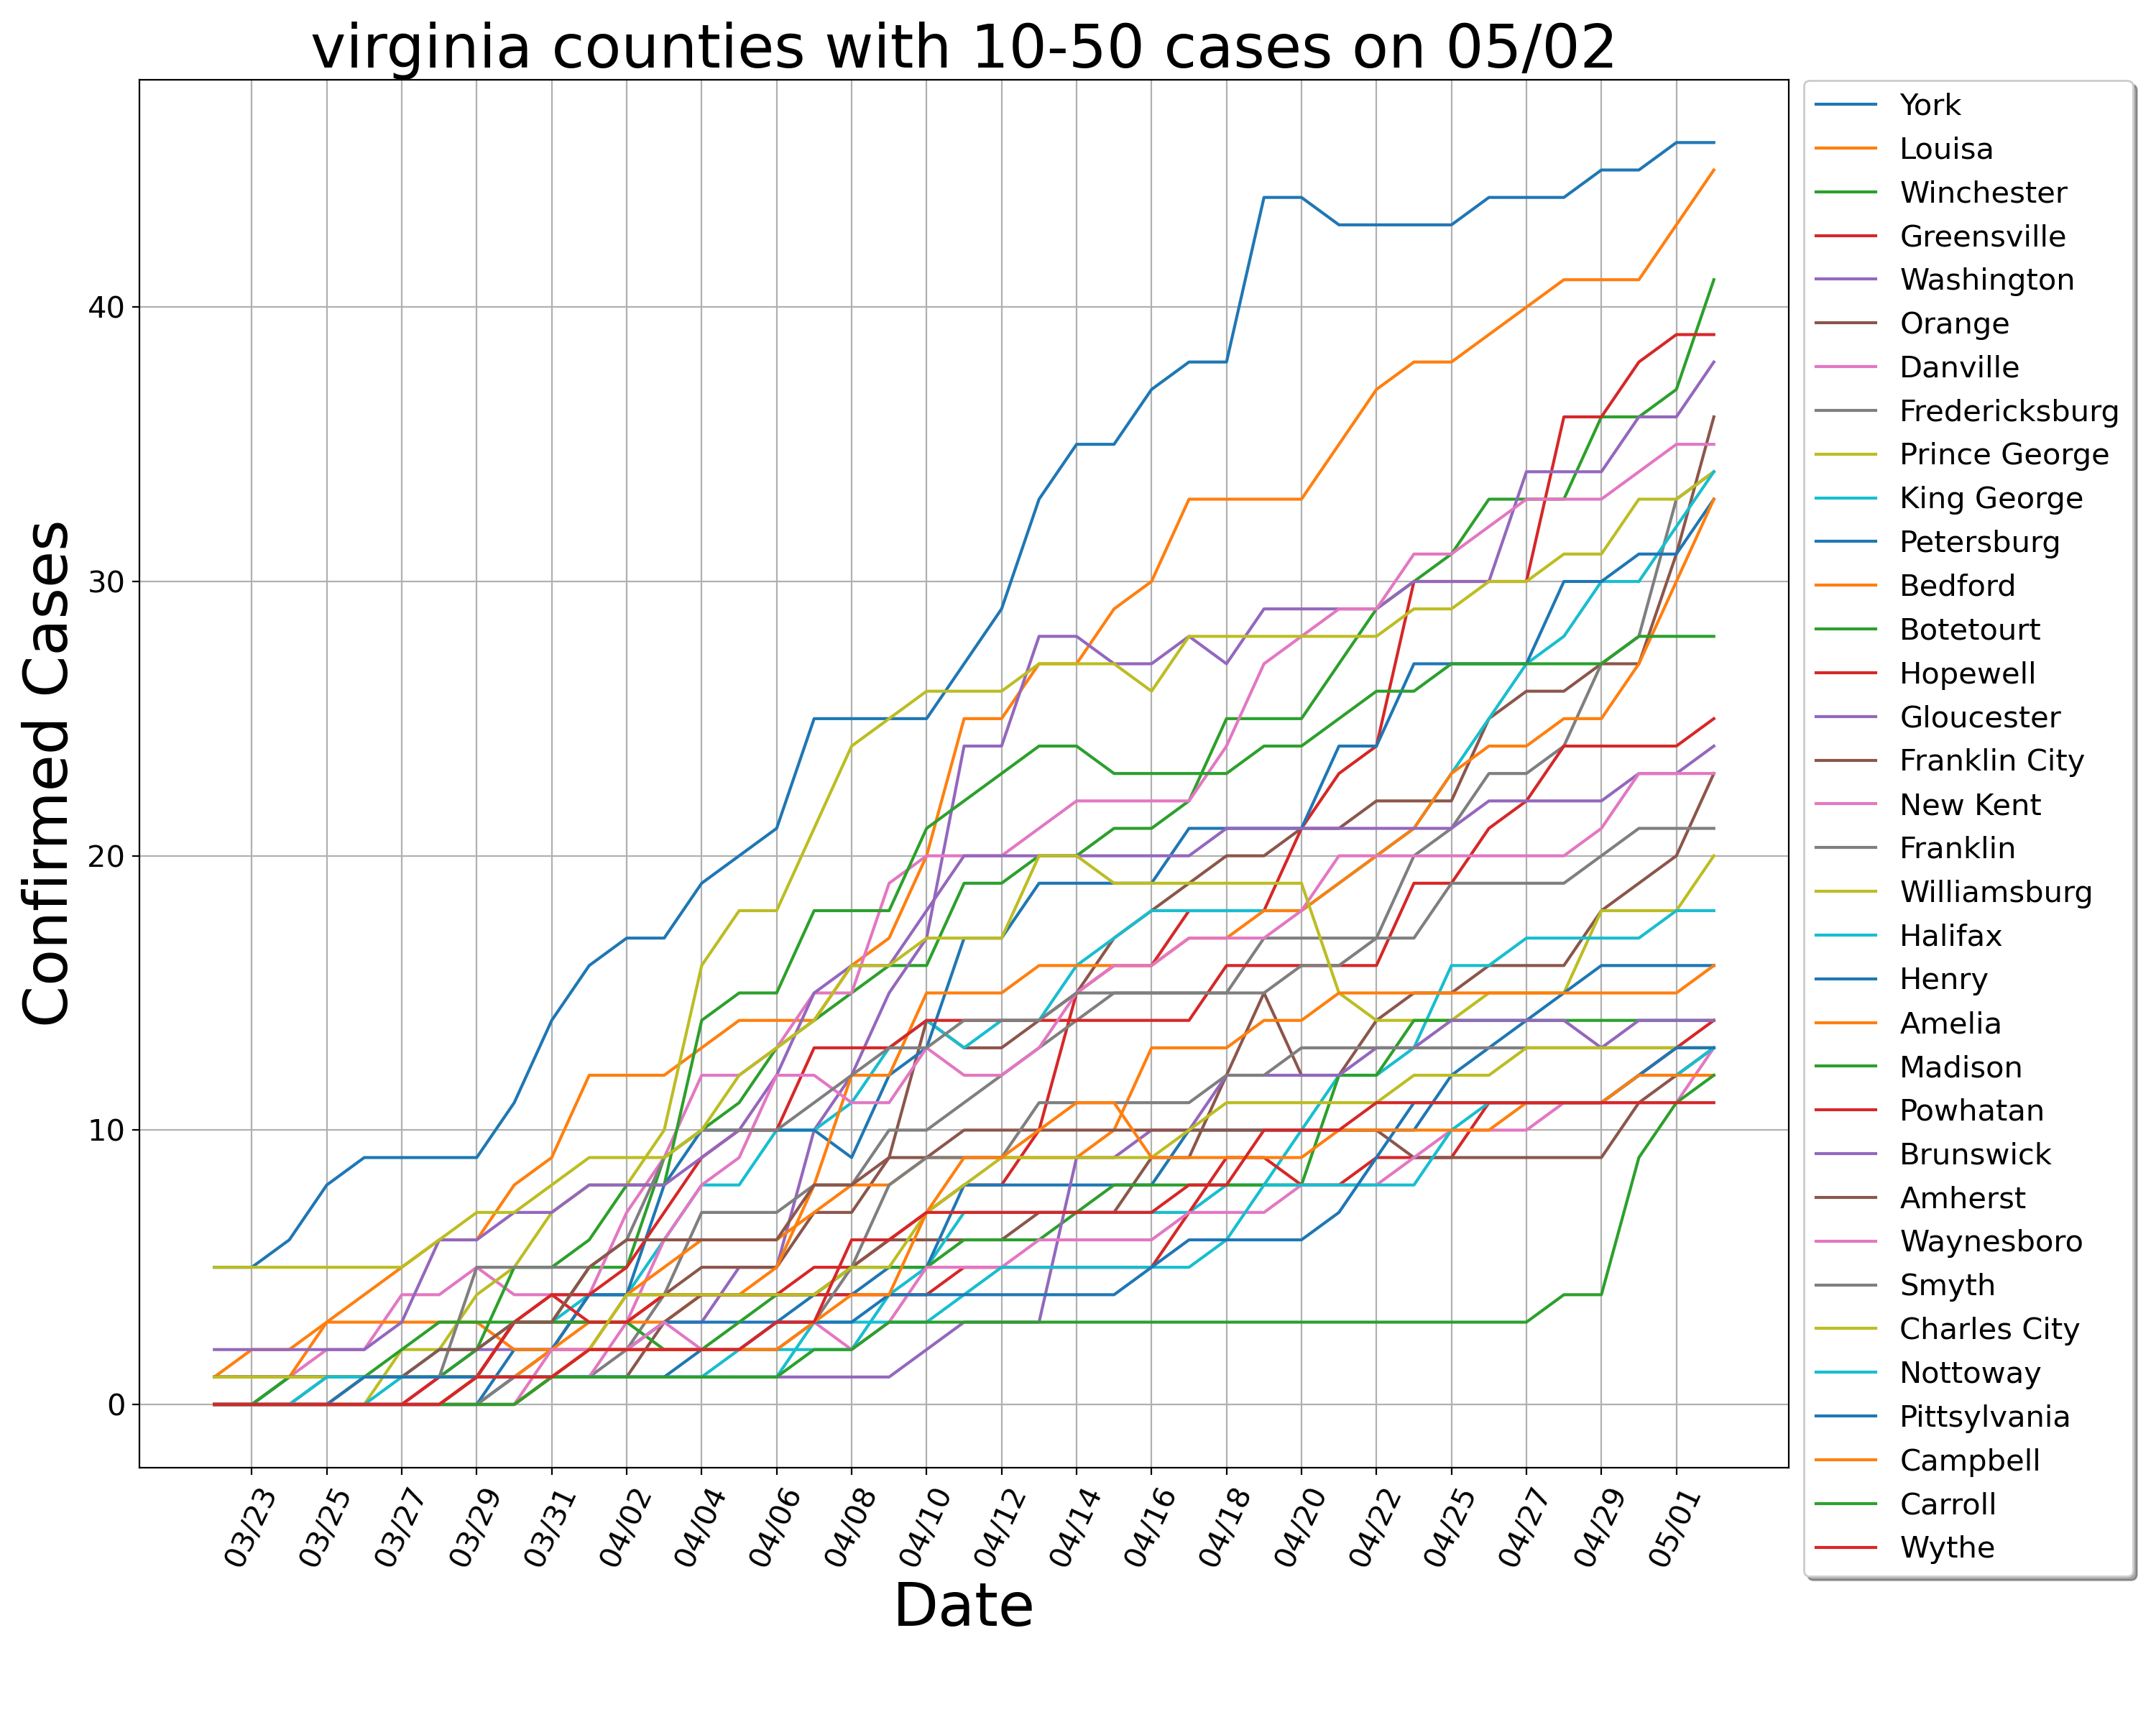 virginia counties with 10-50 cases on 05/02
Confirmed Cases
40
30
20
10
0
03/23
03/25
03/27
03/29
03/31
04/02
04/04
04/06
04/08
04/10
04/12
04/14
04/16
04/18
04/20
04/22
04/25
04/27
04/29
05/01
Date
York
Louisa
Winchester
Greensville
Washington
Orange
Danville
Fredericksburg
Prince George
King George
Petersburg
Bedford
Botetourt
Hopewell
Gloucester
Franklin City
New Kent
Franklin
Williamsburg
Halifax
Henry
Amelia
Madison
Powhatan
Brunswick
Amherst
Waynesboro
Smyth
Charles City
Nottoway
Pittsylvania
Campbell
Carroll
Wythe